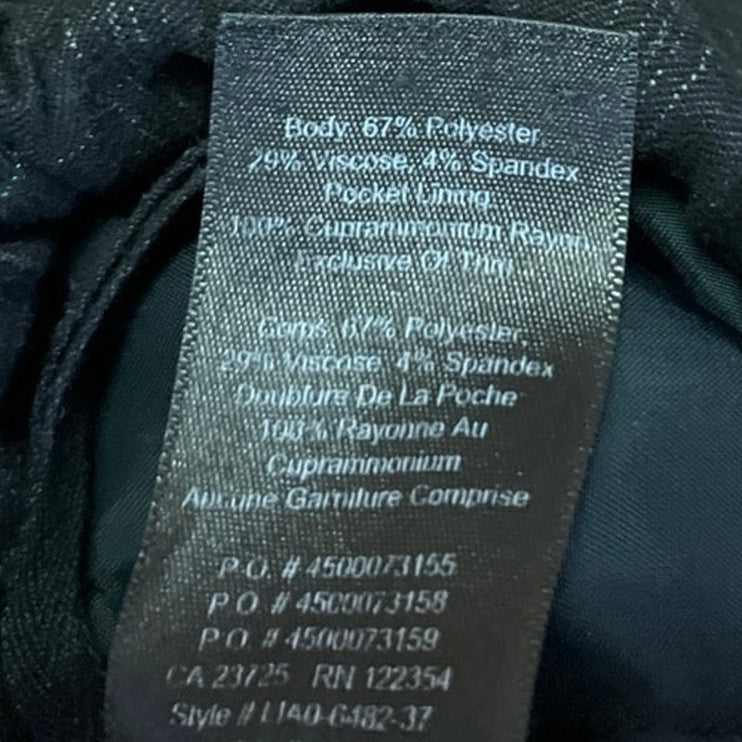 Body: 67% Polyester
29% Viscose, 4% Spandex
Pocket Lining
100% Cuprammonium Rayon
Exclusive Of Trim
Corps: 67% Polyester,
29% Viscose, 4% Spandex
Doublure De La Poche
100% Rayonne Au
Cuprammonium
Aucune Garniture Comprise
P.O. # 4500073155
P.O. # 4500073158
P.O. # 4500073159
CA 23725 RN 122354
Style #